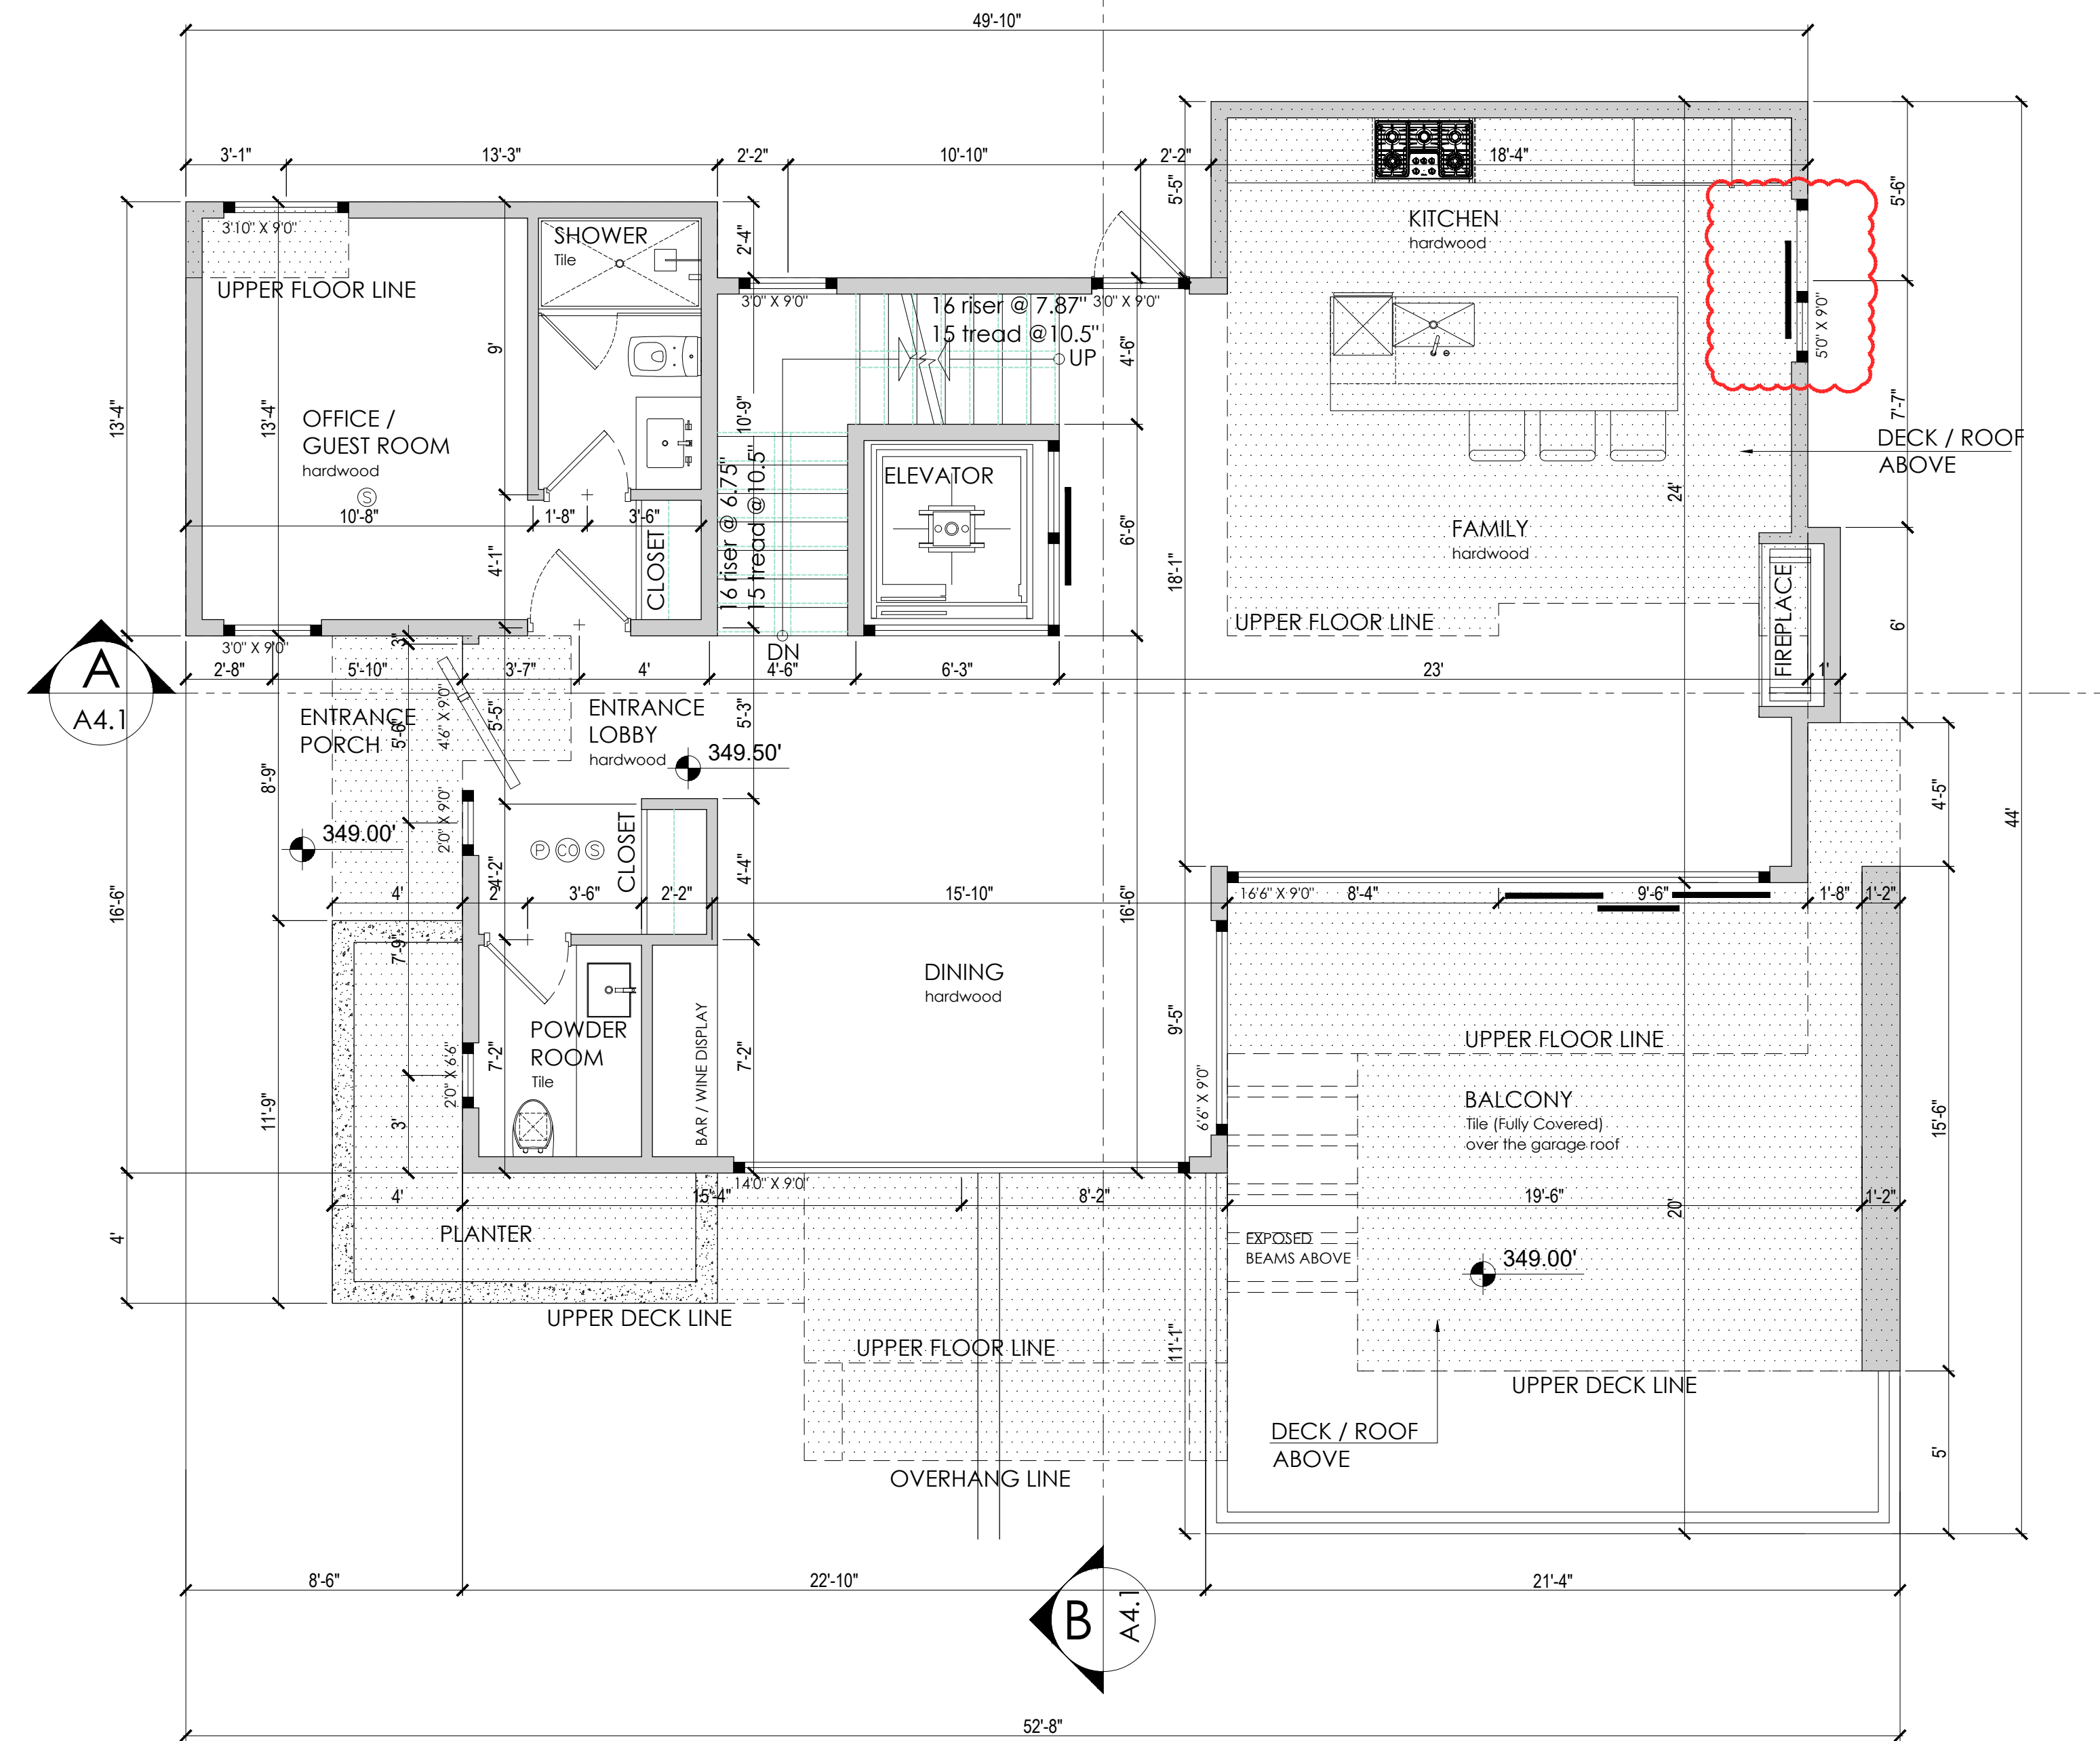 49'-10"
3'-1"
13'-3"
2'-2"
10'-10"
2'-2"
18'-4"
5'-5"
5'-6"
3'10" X 9'0"
SHOWER
Tile
2'-4"
KITCHEN
hardwood
UPPER FLOOR LINE
3'0" X 9'0"
16 riser @ 7.87"
15 tread @10.5"
3'0" X 9'0"
UP
5'0" X 9'0"
9'
4'-6"
13'-4"
13'-4"
OFFICE /
GUEST ROOM
hardwood
S
10'-9"
7'-7"
DECK / ROOF
ABOVE
ELEVATOR
24'
10'-8"
1'-8"
3'-6"
CLOSET
16 riser @ 6.75"
15 tread @10.5"
6'-6"
FAMILY
hardwood
4'-1"
18'-1"
FIREPLACE
UPPER FLOOR LINE
6'
3"
3'0" X 9'0"
DN
2'-8"
5'-10"
3'-7"
4'
4'-6"
6'-3"
23'
1'
A
A4.1
ENTRANCE
PORCH
5'-6"
4'6" X 9'0"
5'-5"
ENTRANCE
LOBBY
hardwood
5'-3"
349.50'
8'-9"
349.00'
2'0" X 9'0"
P
CO
S
CLOSET
4'-5"
44'
4'-2"
4'-4"
16'-6"
4'
2'
3'-6"
2'-2"
15'-10"
16'-6"
16'6" X 9'0"
8'-4"
9'-6"
1'-8"
1'-2"
7'-9"
DINING
hardwood
9'-5"
POWDER
ROOM
Tile
2'0" X 6'6"
7'-2"
BAR / WINE DISPLAY
7'-2"
6'6" X 9'0"
UPPER FLOOR LINE
BALCONY
Tile (Fully Covered)
over the garage roof
11'-9"
3'
15'-6"
14'0" X 9'0"
4'
15'-4"
8'-2"
19'-6"
1'-2"
20'
4'
PLANTER
EXPOSED
BEAMS ABOVE
349.00'
UPPER DECK LINE
UPPER FLOOR LINE
11'-1"
UPPER DECK LINE
DECK / ROOF
ABOVE
5'
OVERHANG LINE
8'-6"
22'-10"
21'-4"
B
A4.1
52'-8"